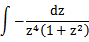 ∫ − dz / z⁴(1 + z²)